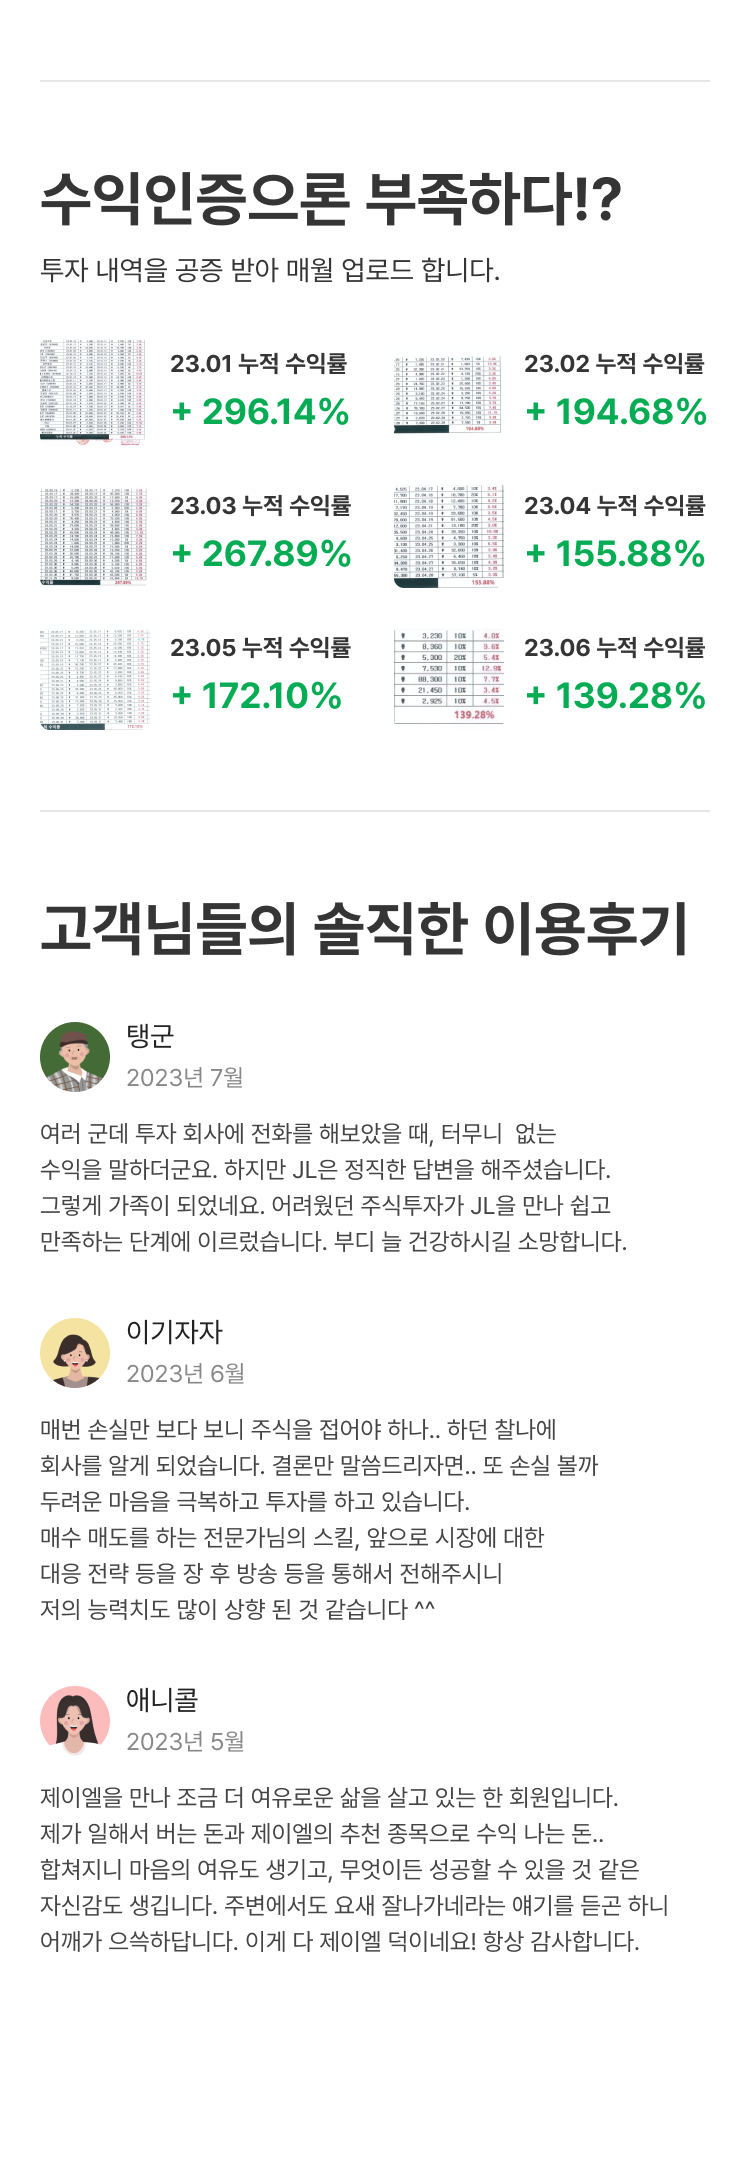 수익인증으론 부족하다!?
투자 내역을 공증 받아 매월 업로드 합니다.
23.01 누적 수익률
+ 296.14%
23.02 누적 수익률
+ 194.68%
194.68%
23.03 누적 수익률
+ 267.89%
267.89%
23.04 누적 수익률
+ 155.88%
155.88%
23.05 누적 수익률
+ 172.10%
172.10%
23.06 누적 수익률
+ 139.28%
₩ 3,230 10% 4.0%
₩ 8,360 10% 9.6%
₩ 5,300 20% 5.4%
₩ 7,530 10% 12.9%
₩ 88,300 10% 7.7%
₩ 21,450 10% 3.4%
₩ 2,925 10% 4.5%
139.28%
고객님들의 솔직한 이용후기
탱군
2023년 7월
여러 군데 투자 회사에 전화를 해보았을 때, 터무니  없는
수익을 말하더군요. 하지만 JL은 정직한 답변을 해주셨습니다.
그렇게 가족이 되었네요. 어려웠던 주식투자가 JL을 만나 쉽고
만족하는 단계에 이르렀습니다. 부디 늘 건강하시길 소망합니다.
이기자자
2023년 6월
매번 손실만 보다 보니 주식을 접어야 하나.. 하던 찰나에
회사를 알게 되었습니다. 결론만 말씀드리자면.. 또 손실 볼까
두려운 마음을 극복하고 투자를 하고 있습니다.
매수 매도를 하는 전문가님의 스킬, 앞으로 시장에 대한
대응 전략 등을 장 후 방송 등을 통해서 전해주시니
저의 능력치도 많이 상향 된 것 같습니다 ^^
애니콜
2023년 5월
제이엘을 만나 조금 더 여유로운 삶을 살고 있는 한 회원입니다.
제가 일해서 버는 돈과 제이엘의 추천 종목으로 수익 나는 돈..
합쳐지니 마음의 여유도 생기고, 무엇이든 성공할 수 있을 것 같은
자신감도 생깁니다. 주변에서도 요새 잘나가네라는 얘기를 듣곤 하니
어깨가 으쓱하답니다. 이게 다 제이엘 덕이네요! 항상 감사합니다.